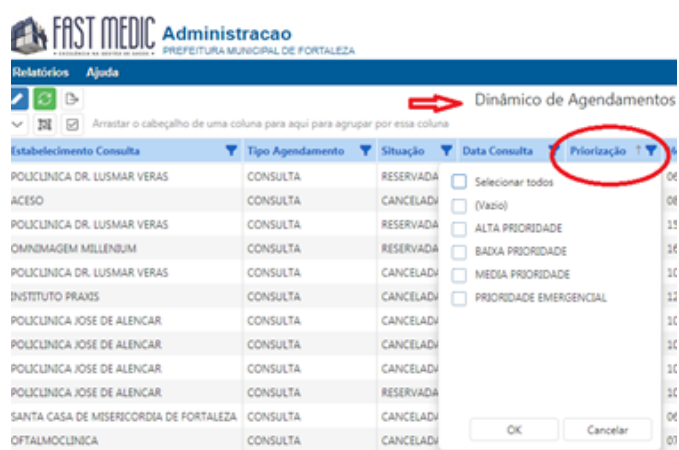 FAST MEDIC Administracao
EXCELÊNCIA NA GESTÃO DE SAÚDE
PREFEITURA MUNICIPAL DE FORTALEZA
Relatórios Ajuda
Dinâmico de Agendamentos
Arrastar o cabeçalho de uma coluna para aqui para agrupar por essa coluna
Estabelecimento Consulta Tipo Agendamento Situação Data Consulta Priorização
POLICLINICA DR. LUSMAR VERAS CONSULTA RESERVADA
ACESO CONSULTA CANCELADA
POLICLINICA DR. LUSMAR VERAS CONSULTA RESERVADA
OMNIMAGEM MILLENIUM CONSULTA RESERVADA
POLICLINICA DR. LUSMAR VERAS CONSULTA CANCELADA
INSTITUTO PRAXIS CONSULTA CANCELADA
POLICLINICA JOSE DE ALENCAR CONSULTA CANCELADA
POLICLINICA JOSE DE ALENCAR CONSULTA CANCELADA
POLICLINICA JOSE DE ALENCAR CONSULTA CANCELADA
POLICLINICA JOSE DE ALENCAR CONSULTA RESERVADA
SANTA CASA DE MISERICORDIA DE FORTALEZA CONSULTA CANCELADA
OFTALMOCLINICA CONSULTA CANCELADA
Selecionar todos
(Vazio)
ALTA PRIORIDADE
BAIXA PRIORIDADE
MEDIA PRIORIDADE
PRIORIDADE EMERGENCIAL
OK Cancelar